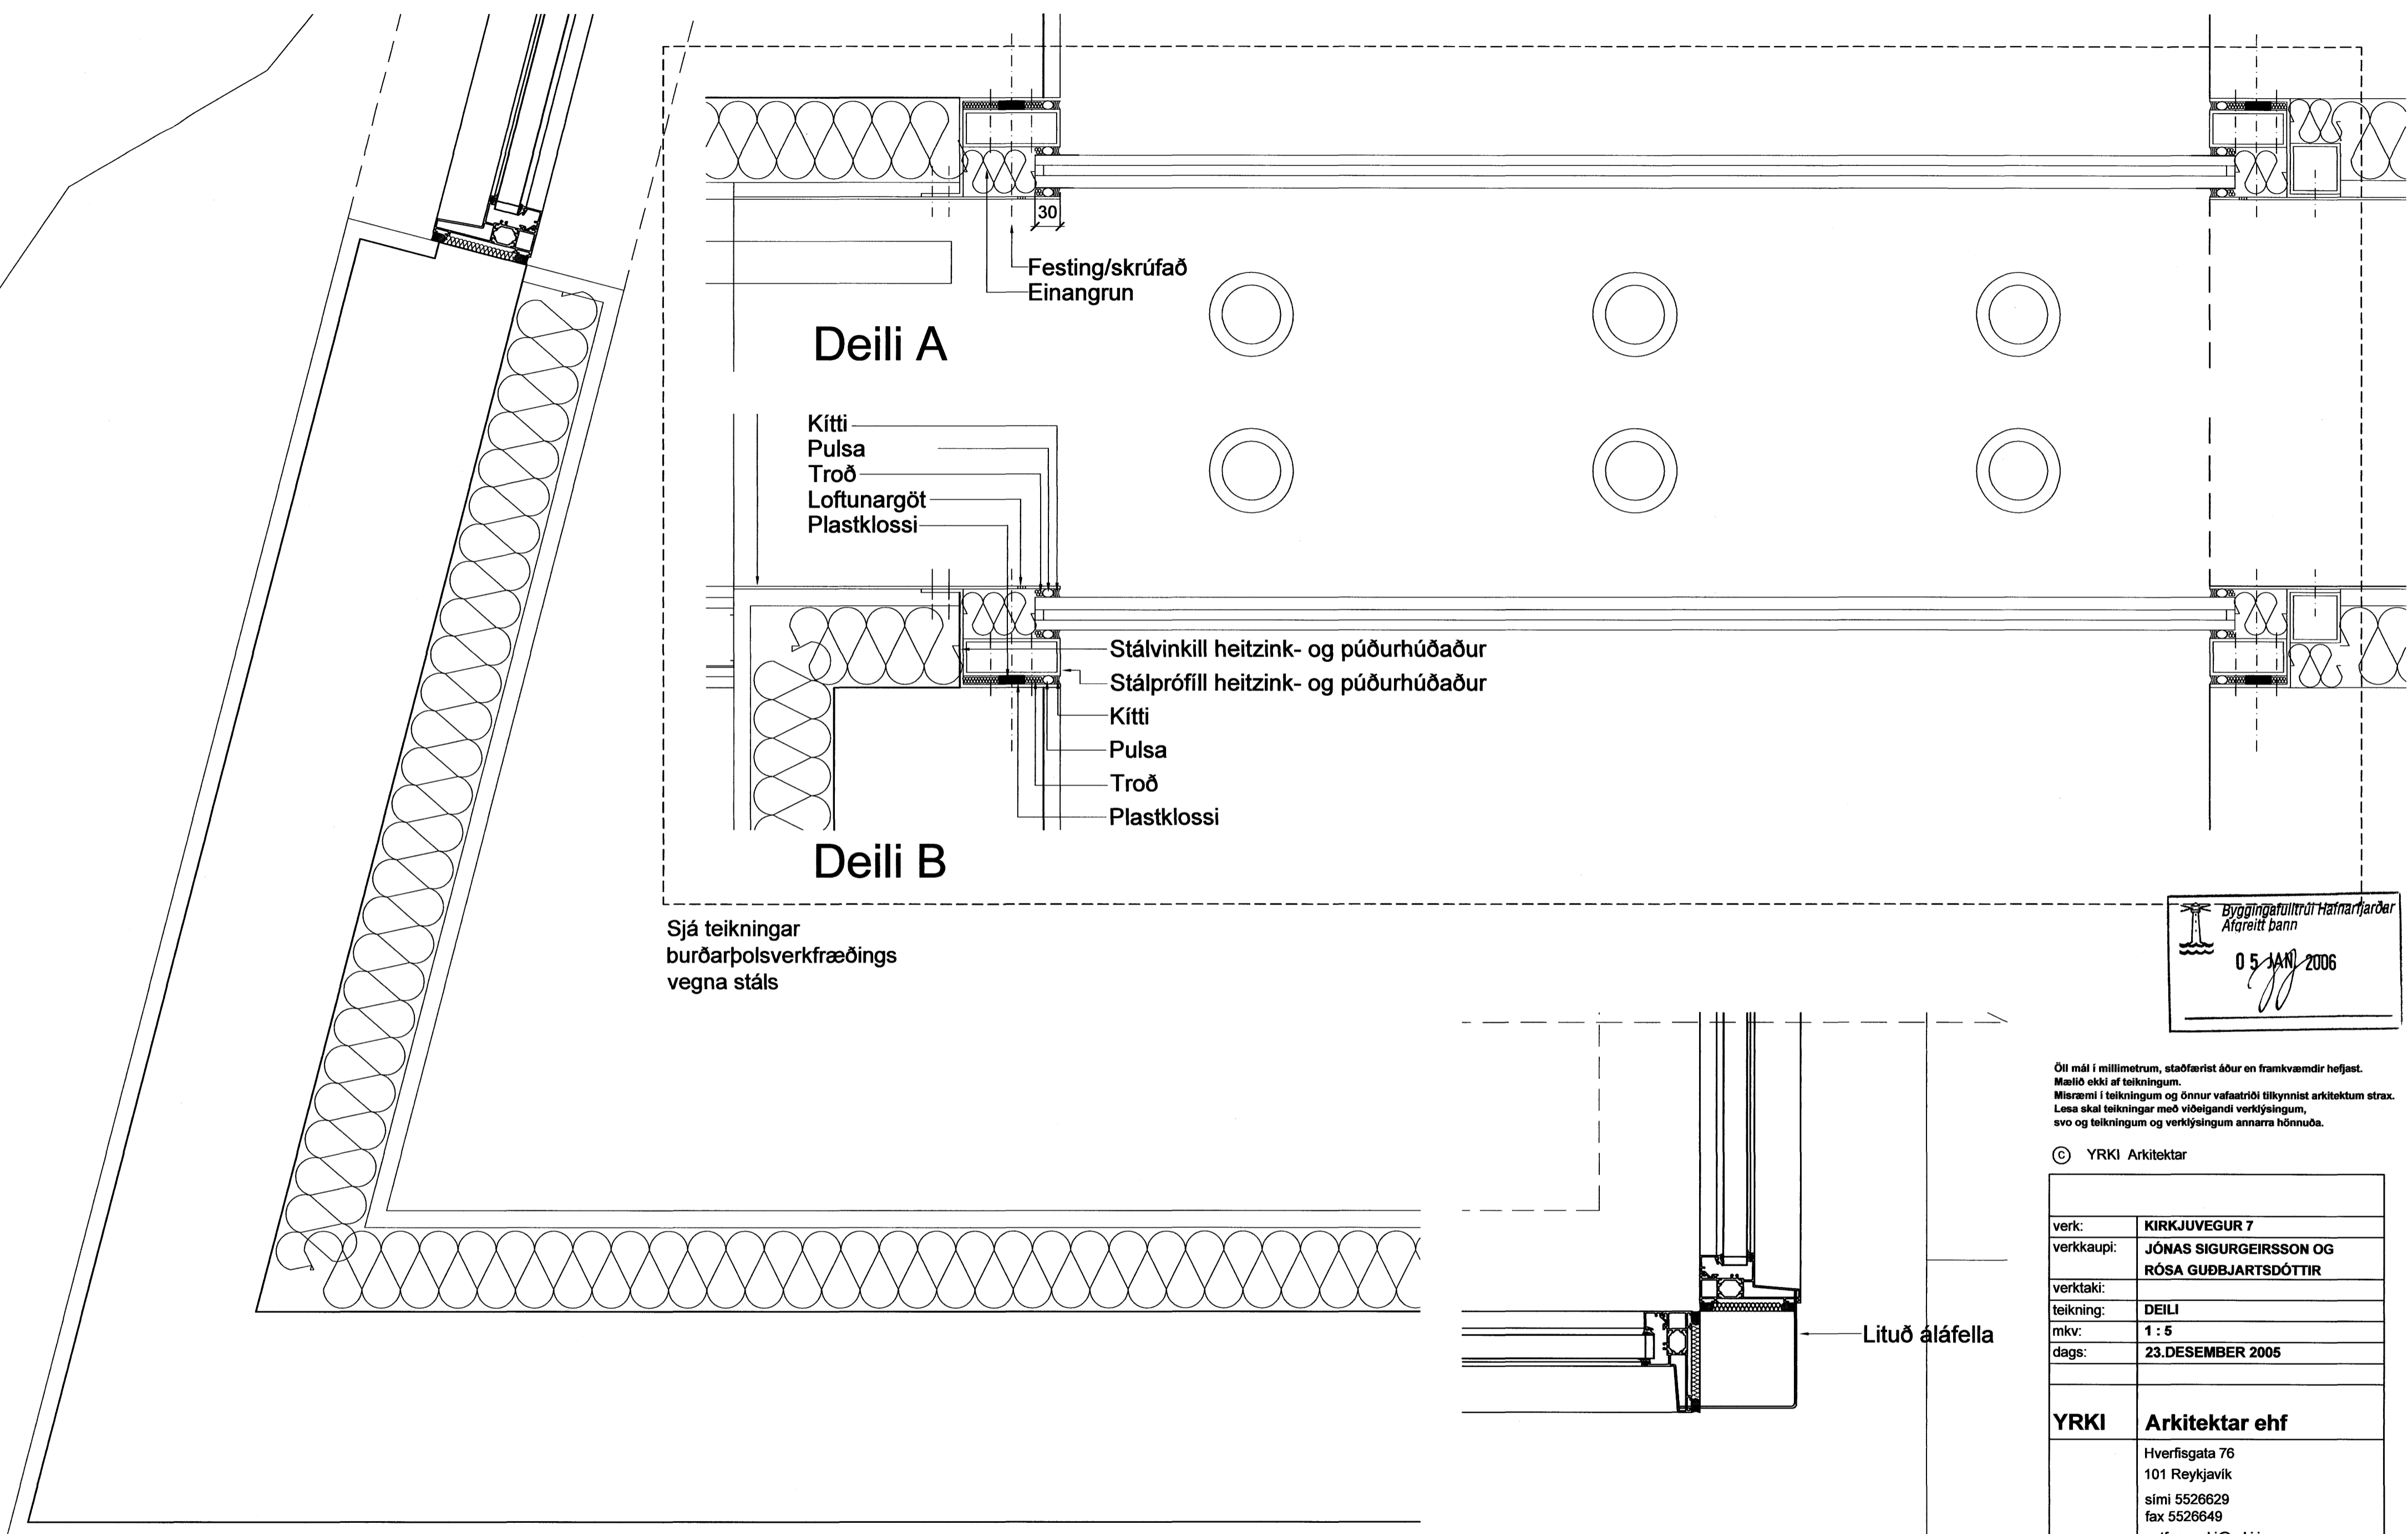 30
Festing/skrúfað
Einangrun
Deili A
Kítti
Pulsa
Troð
Loftunargöt
Plastklossi
Stálvinkill heitzink- og púðurhúðaður
Stálprófíll heitzink- og púðurhúðaður
Kítti
Pulsa
Troð
Plastklossi
Deili B
Sjá teikningar
burðarþolsverkfræðings
vegna stáls
Byggingafulltrúi Hafnarfjarðar
Afgreitt þann
05 JAN 2006
Öll mál í millimetrum, staðfærist áður en framkvæmdir hefjast.
Mælið ekki af teikningum.
Misræmi í teikningum og önnur vafaatriði tilkynnist arkitektum strax.
Lesa skal teikningar með viðeigandi verklýsingum,
svo og teikningum og verklýsingum annarra hönnuða.
© YRKI Arkitektar
verk: KIRKJUVEGUR 7
verkkaupi: JÓNAS SIGURGEIRSSON OG
RÓSA GUÐBJARTSDÓTTIR
verktaki:
teikning: DEILI
mkv: 1 : 5
dags: 23.DESEMBER 2005
Lituð áláfella
YRKI Arkitektar ehf
Hverfisgata 76
101 Reykjavík
sími 5526629
fax 5526649